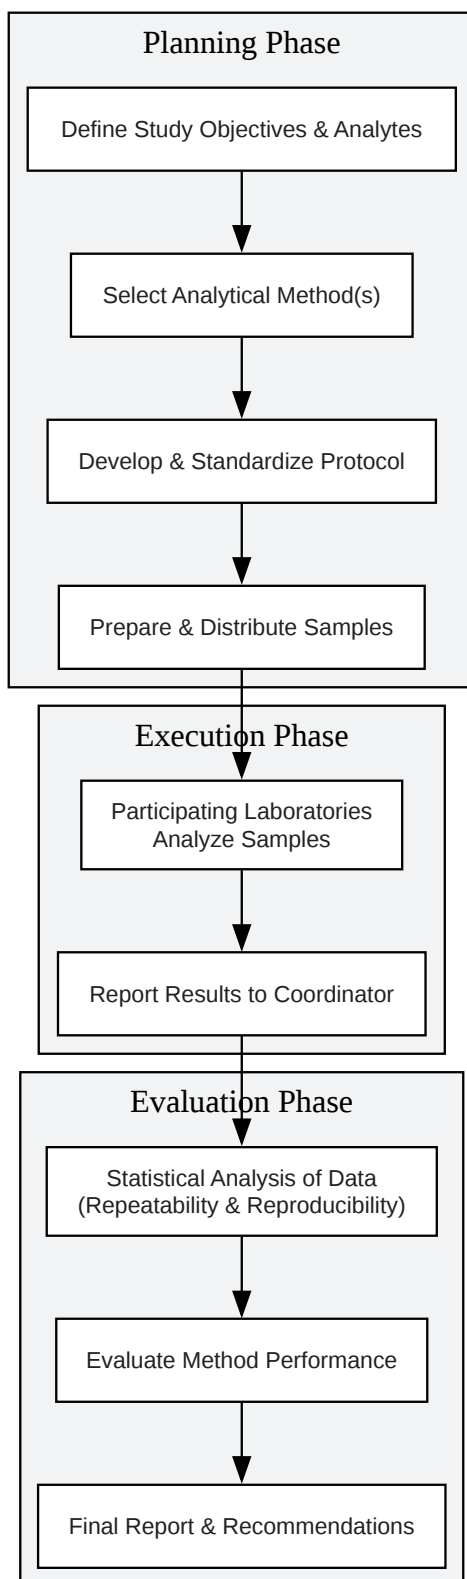 Planning Phase
Define Study Objectives & Analytes
Select Analytical Method(s)
Develop & Standardize Protocol
Prepare & Distribute Samples
Execution Phase
Participating Laboratories
Analyze Samples
Report Results to Coordinator
Evaluation Phase
Statistical Analysis of Data
(Repeatability & Reproducibility)
Evaluate Method Performance
Final Report & Recommendations